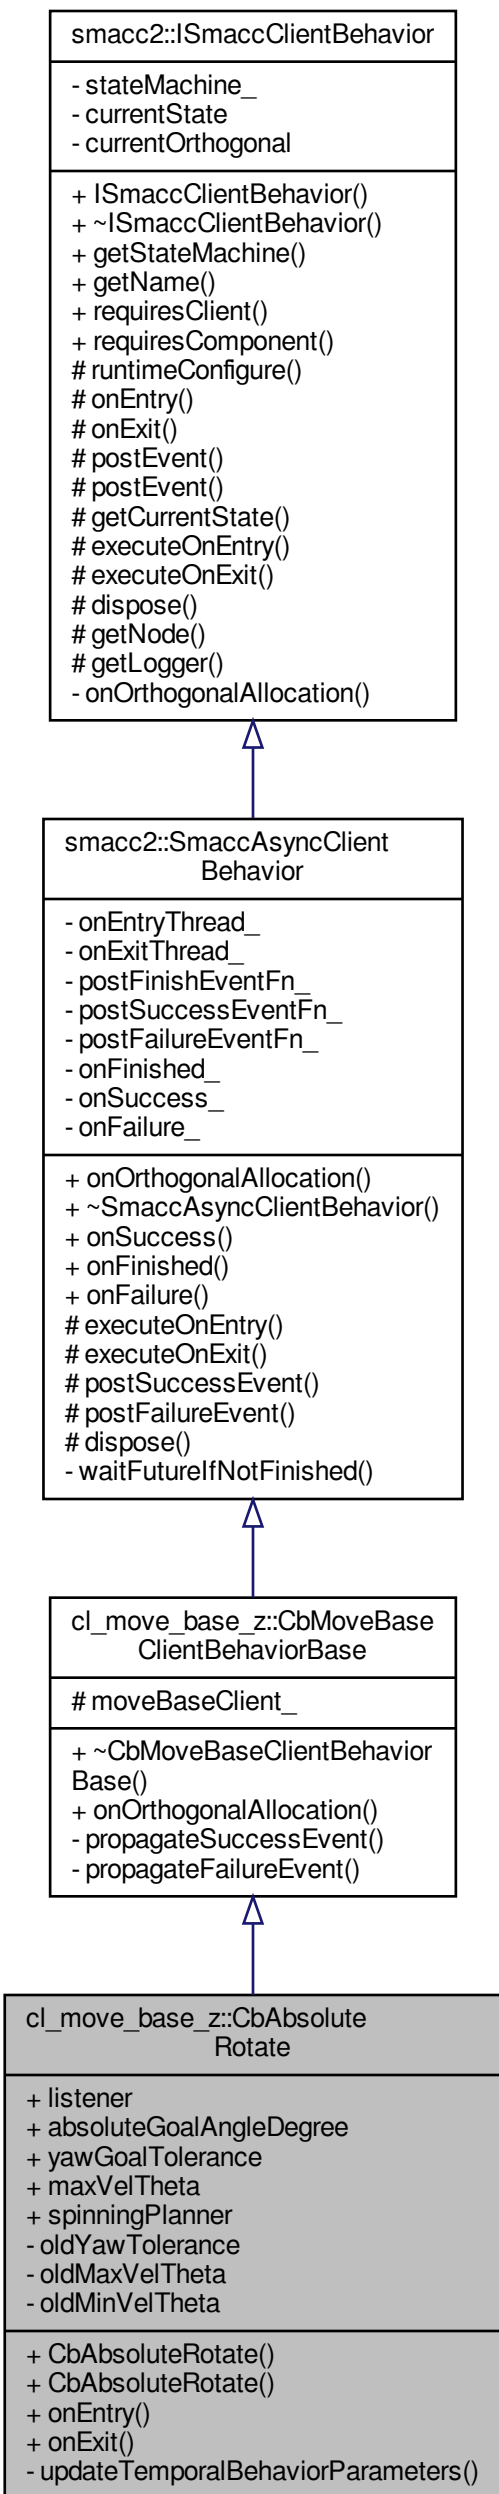 smacc2::ISmaccClientBehavior
- stateMachine_
- currentState
- currentOrthogonal
+ ISmaccClientBehavior()
+ ~ISmaccClientBehavior()
+ getStateMachine()
+ getName()
+ requiresClient()
+ requiresComponent()
# runtimeConfigure()
# onEntry()
# onExit()
# postEvent()
# postEvent()
# getCurrentState()
# executeOnEntry()
# executeOnExit()
# dispose()
# getNode()
# getLogger()
- onOrthogonalAllocation()
smacc2::SmaccAsyncClient
Behavior
- onEntryThread_
- onExitThread_
- postFinishEventFn_
- postSuccessEventFn_
- postFailureEventFn_
- onFinished_
- onSuccess_
- onFailure_
+ onOrthogonalAllocation()
+ ~SmaccAsyncClientBehavior()
+ onSuccess()
+ onFinished()
+ onFailure()
# executeOnEntry()
# executeOnExit()
# postSuccessEvent()
# postFailureEvent()
# dispose()
- waitFutureIfNotFinished()
cl_move_base_z::CbMoveBase
ClientBehaviorBase
# moveBaseClient_
+ ~CbMoveBaseClientBehavior
Base()
+ onOrthogonalAllocation()
- propagateSuccessEvent()
- propagateFailureEvent()
cl_move_base_z::CbAbsolute
Rotate
+ listener
+ absoluteGoalAngleDegree
+ yawGoalTolerance
+ maxVelTheta
+ spinningPlanner
- oldYawTolerance
- oldMaxVelTheta
- oldMinVelTheta
+ CbAbsoluteRotate()
+ CbAbsoluteRotate()
+ onEntry()
+ onExit()
- updateTemporalBehaviorParameters()